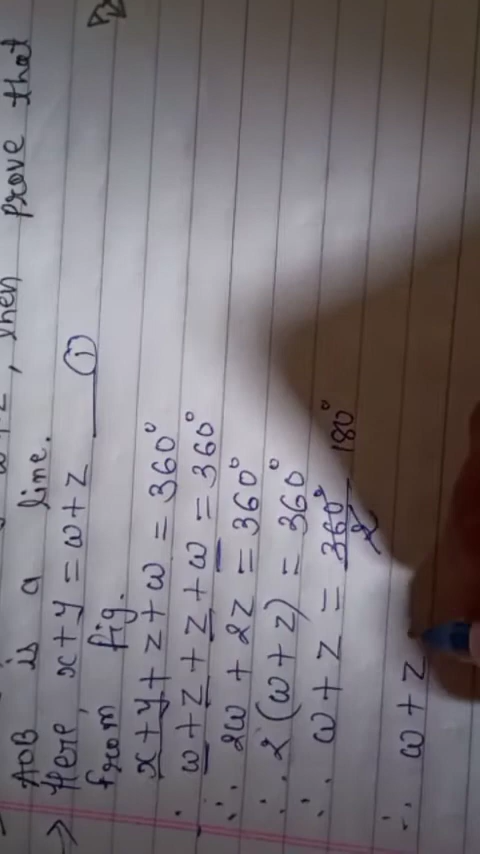 w + z, then prove that
AOB is a line.
→ Here, x + y = w + z ——— (i)
from fig.
x + y + z + w = 360°
w + z + z + w = 360°
∴ 2w + 2z = 360°
∴ 2 (w + z) = 360°
∴ w + z = 360°/2 180°
∴ w + z